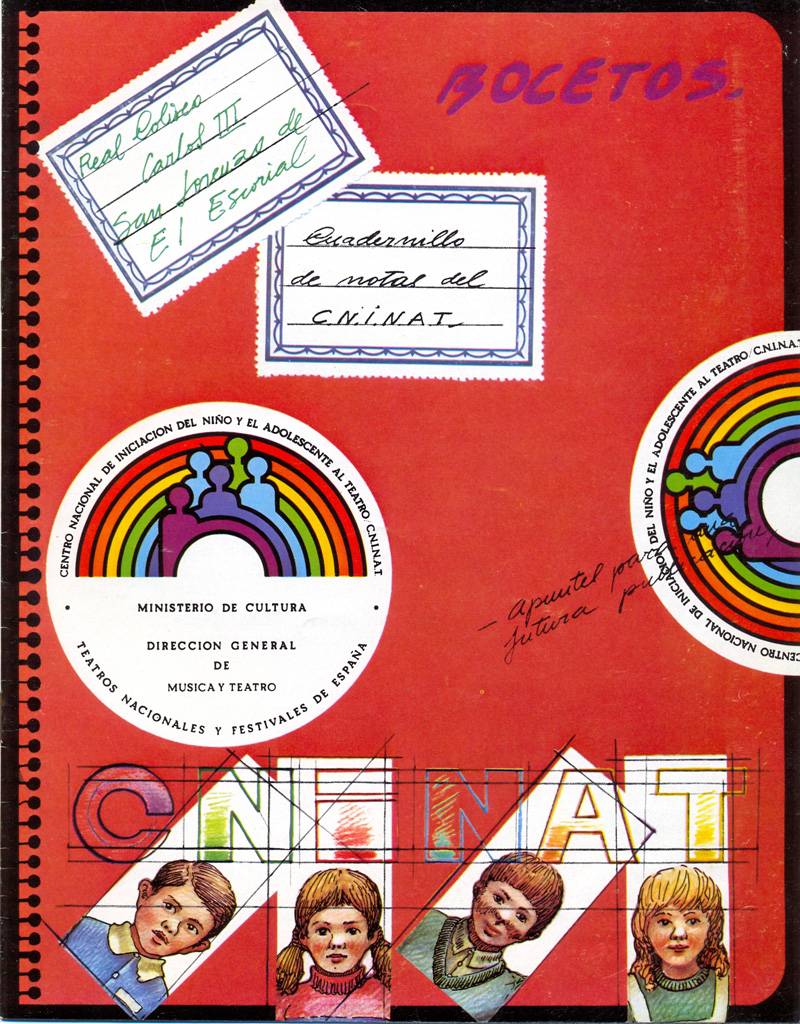 BOCETOS.
Real Coliseo
Carlos III
San Lorenzo de
El Escorial
Cuadernillo
de notas del
C.N.I.N.A.T.
CENTRO NACIONAL DE INICIACION DEL NIÑO Y EL ADOLESCENTE AL TEATRO/C.N.I.N.A.T
MINISTERIO DE CULTURA
DIRECCION GENERAL
DE
MUSICA Y TEATRO
TEATROS NACIONALES Y FESTIVALES DE ESPAÑA
CENTRO NACIONAL DE INICIACION DEL NIÑO Y EL ADOLESCENTE AL TEATRO/C.N.I.N.A.T
- apuntes para una
futura publicación,
CNINAT